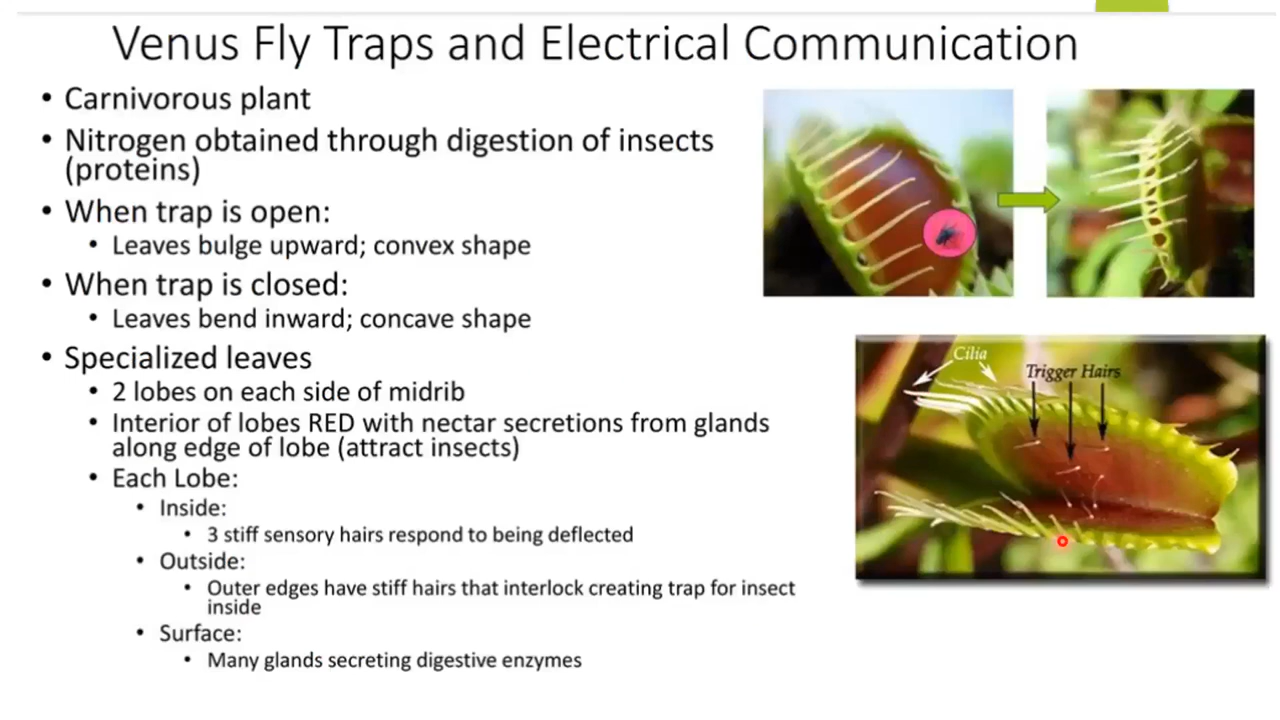 Venus Fly Traps and Electrical Communication
• Carnivorous plant
• Nitrogen obtained through digestion of insects
(proteins)
• When trap is open:
• Leaves bulge upward; convex shape
• When trap is closed:
• Leaves bend inward; concave shape
• Specialized leaves
• 2 lobes on each side of midrib
• Interior of lobes RED with nectar secretions from glands
along edge of lobe (attract insects)
• Each Lobe:
• Inside:
• 3 stiff sensory hairs respond to being deflected
• Outside:
• Outer edges have stiff hairs that interlock creating trap for insect
inside
• Surface:
• Many glands secreting digestive enzymes
Cilia
Trigger Hairs